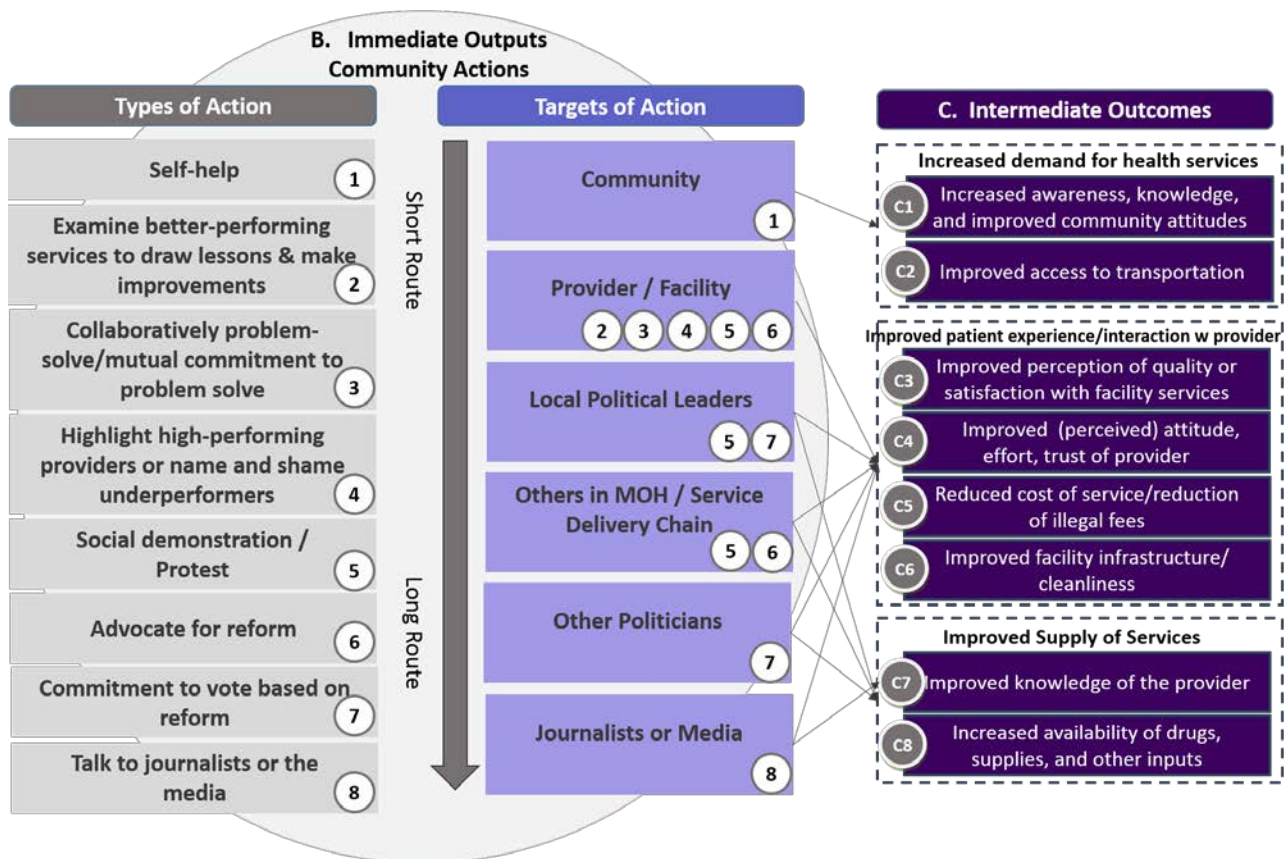 B. Immediate Outputs
Community Actions
Types of Action
Self-help
1
Examine better-performing
services to draw lessons & make
improvements
2
Collaboratively problem-
solve/mutual commitment to
problem solve
3
Highlight high-performing
providers or name and shame
underperformers
4
Social demonstration /
Protest
5
Advocate for reform
6
Commitment to vote based on
reform
7
Talk to journalists or the
media
8
Short Route
Long Route
Targets of Action
Community
1
Provider / Facility
2 3 4 5 6
Local Political Leaders
5 7
Others in MOH / Service
Delivery Chain
5 6
Other Politicians
7
Journalists or Media
8
C. Intermediate Outcomes
Increased demand for health services
C1
Increased awareness, knowledge,
and improved community attitudes
C2
Improved access to transportation
Improved patient experience/interaction w provider
C3
Improved perception of quality or
satisfaction with facility services
C4
Improved (perceived) attitude,
effort, trust of provider
C5
Reduced cost of service/reduction
of illegal fees
C6
Improved facility infrastructure/
cleanliness
Improved Supply of Services
C7
Improved knowledge of the provider
C8
Increased availability of drugs,
supplies, and other inputs